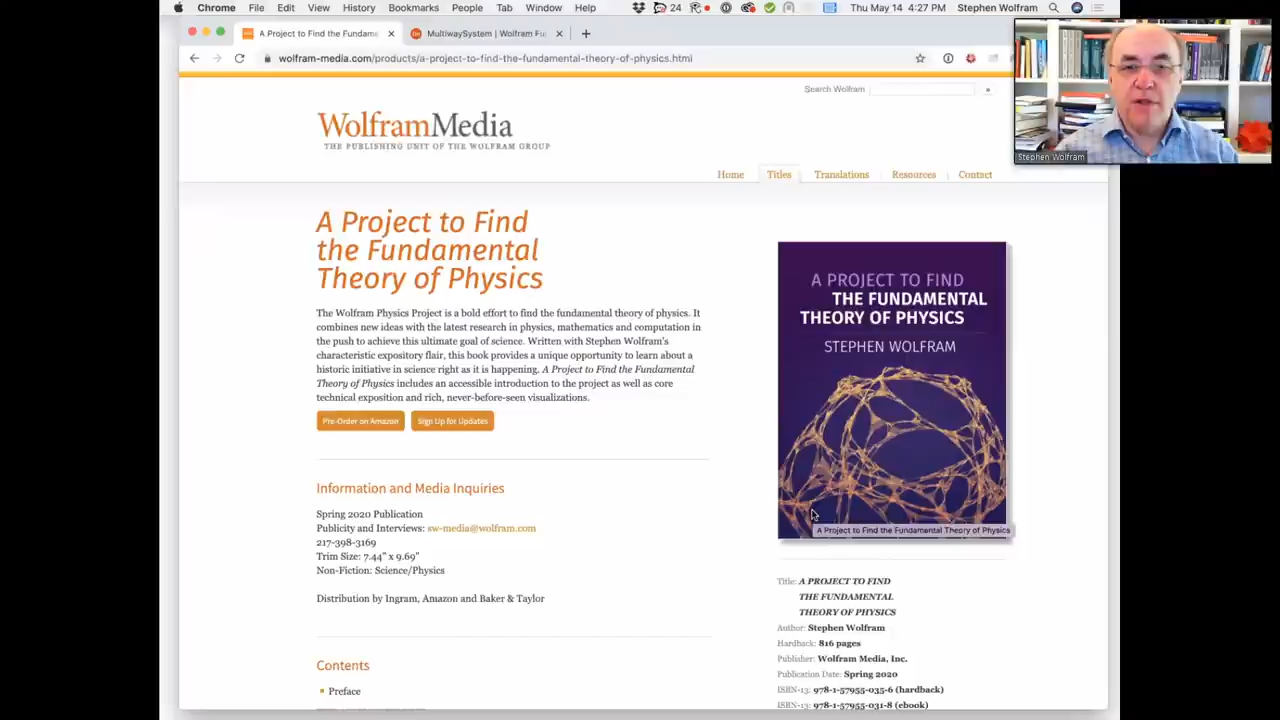 Chrome File Edit View History Bookmarks People Tab Window Help 24 Thu May 14 4:27 PM Stephen Wolfram
A Project to Find the Fundame
MultiwaySystem | Wolfram Fu
wolfram-media.com/products/a-project-to-find-the-fundamental-theory-of-physics.html
Search Wolfram »
WolframMedia
THE PUBLISHING UNIT OF THE WOLFRAM GROUP
Stephen Wolfram
Home Titles Translations Resources Contact
A Project to Find
the Fundamental
Theory of Physics
The Wolfram Physics Project is a bold effort to find the fundamental theory of physics. It
combines new ideas with the latest research in physics, mathematics and computation in
the push to achieve this ultimate goal of science. Written with Stephen Wolfram's
characteristic expository flair, this book provides a unique opportunity to learn about a
historic initiative in science right as it is happening. A Project to Find the Fundamental
Theory of Physics includes an accessible introduction to the project as well as core
technical exposition and rich, never-before-seen visualizations.
Pre-Order on Amazon Sign Up for Updates
Information and Media Inquiries
Spring 2020 Publication
Publicity and Interviews: sw-media@wolfram.com
217-398-3169
Trim Size: 7.44" x 9.69"
Non-Fiction: Science/Physics
Distribution by Ingram, Amazon and Baker & Taylor
Contents
Preface
A PROJECT TO FIND
THE FUNDAMENTAL
THEORY OF PHYSICS
STEPHEN WOLFRAM
A Project to Find the Fundamental Theory of Physics
Title: A PROJECT TO FIND
THE FUNDAMENTAL
THEORY OF PHYSICS
Author: Stephen Wolfram
Hardback: 816 pages
Publisher: Wolfram Media, Inc.
Publication Date: Spring 2020
ISBN-13: 978-1-57955-035-6 (hardback)
ISBN-13: 978-1-57955-031-8 (ebook)